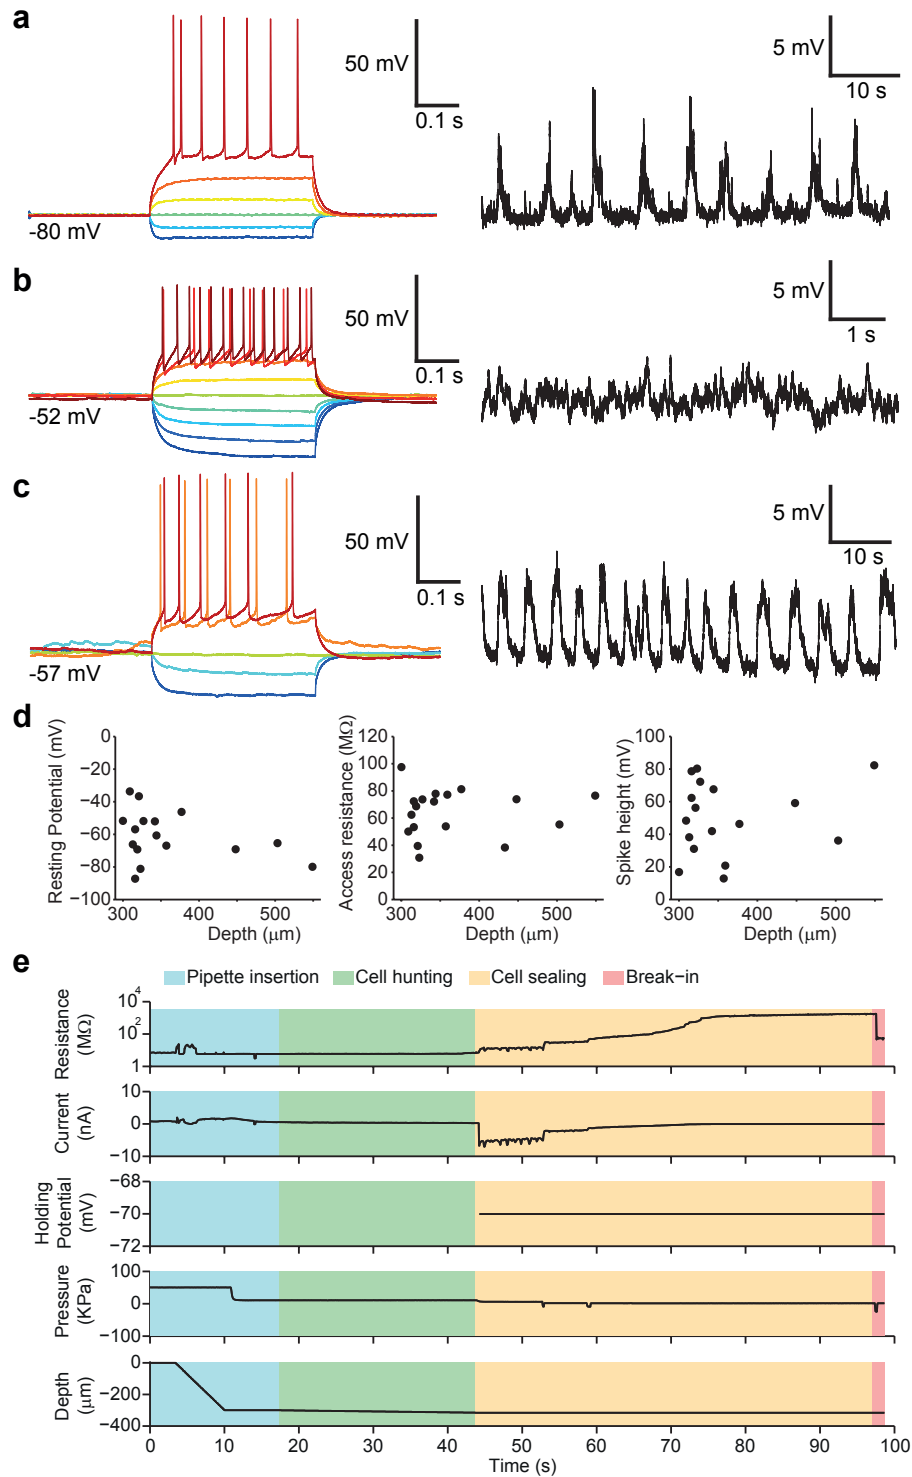 a
50 mV
0.1 s
-80 mV
5 mV
10 s
b
50 mV
0.1 s
-52 mV
5 mV
1 s
c
50 mV
0.1 s
-57 mV
5 mV
10 s
d
Resting Potential (mV)
0
−20
−40
−60
−80
−100
300 400 500
Depth (μm)
Access resistance (MΩ)
120
100
80
60
40
20
0
300 400 500
Depth (μm)
Spike height (mV)
100
80
60
40
20
0
300 400 500
Depth (μm)
e
Pipette insertion Cell hunting Cell sealing Break−in
Resistance
(MΩ)
10^4
10^2
1
Current
(nA)
10
0
−10
Holding
Potential
(mV)
−68
−70
−72
Pressure
(KPa)
100
0
−100
Depth
(μm)
0
−200
−400
0 10 20 30 40 50 60 70 80 90 100
Time (s)